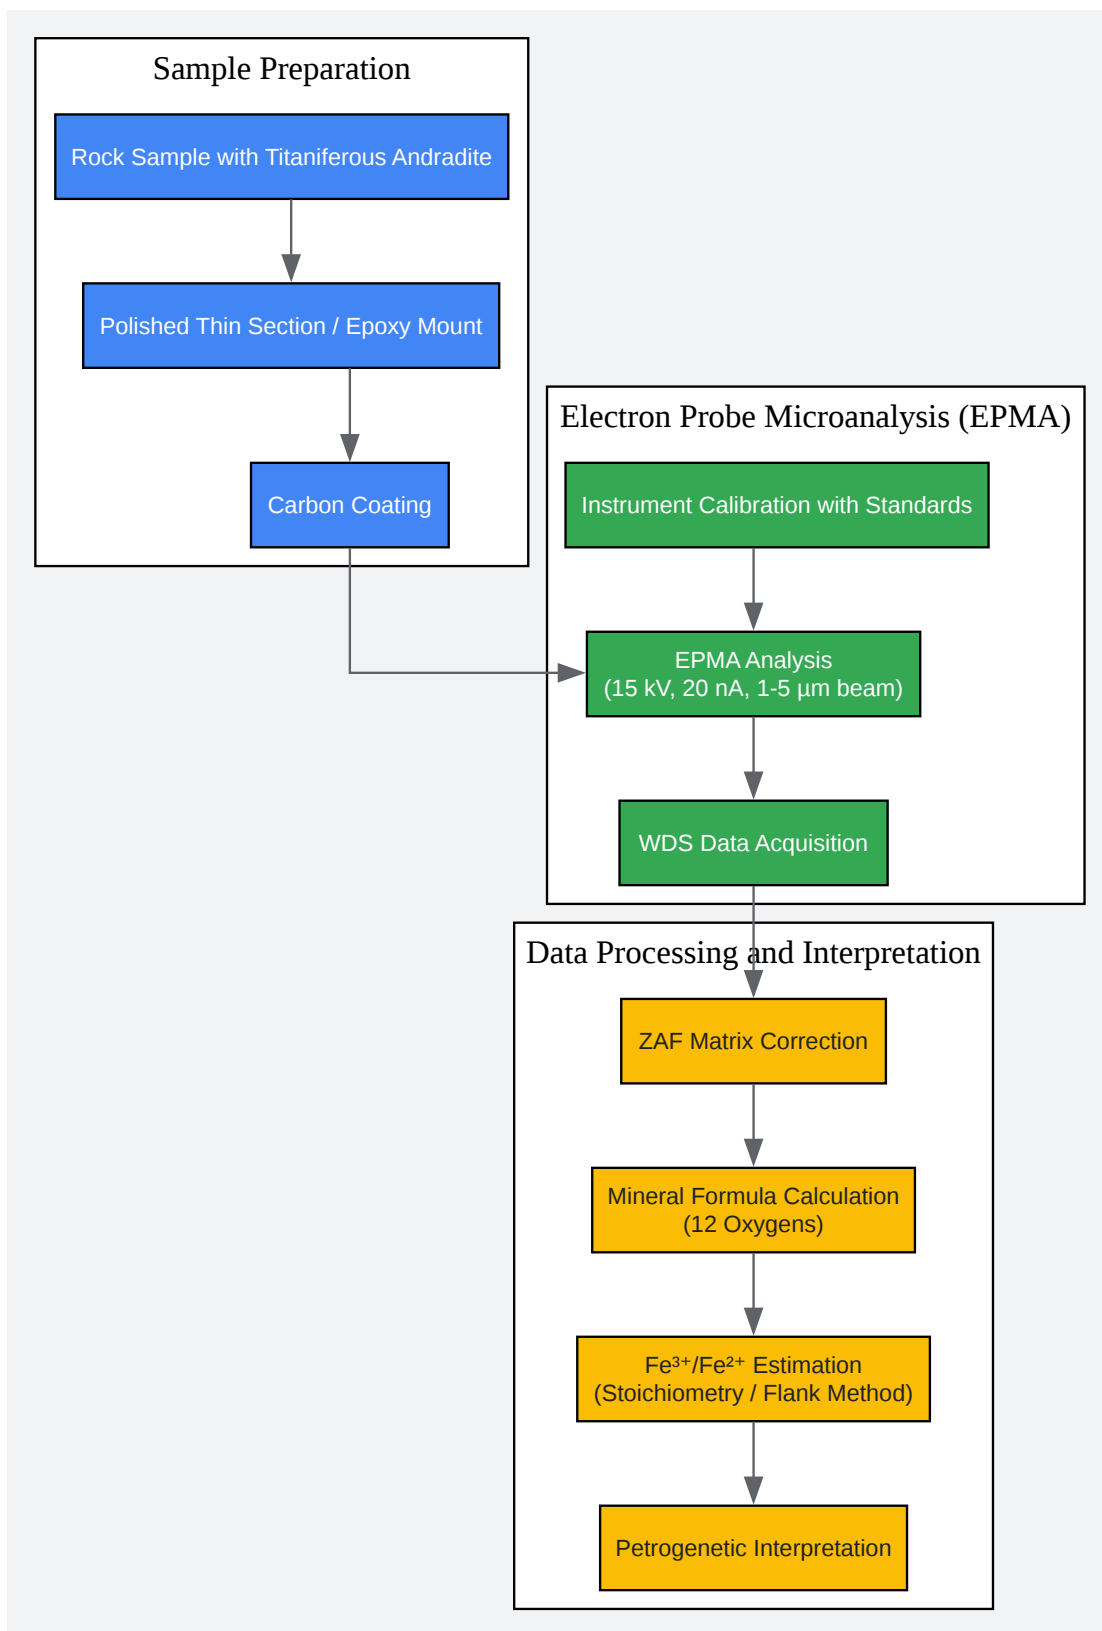 Sample Preparation
Rock Sample with Titaniferous Andradite
Polished Thin Section / Epoxy Mount
Carbon Coating
Electron Probe Microanalysis (EPMA)
Instrument Calibration with Standards
EPMA Analysis
(15 kV, 20 nA, 1-5 µm beam)
WDS Data Acquisition
Data Processing and Interpretation
ZAF Matrix Correction
Mineral Formula Calculation
(12 Oxygens)
Fe³⁺/Fe²⁺ Estimation
(Stoichiometry / Flank Method)
Petrogenetic Interpretation